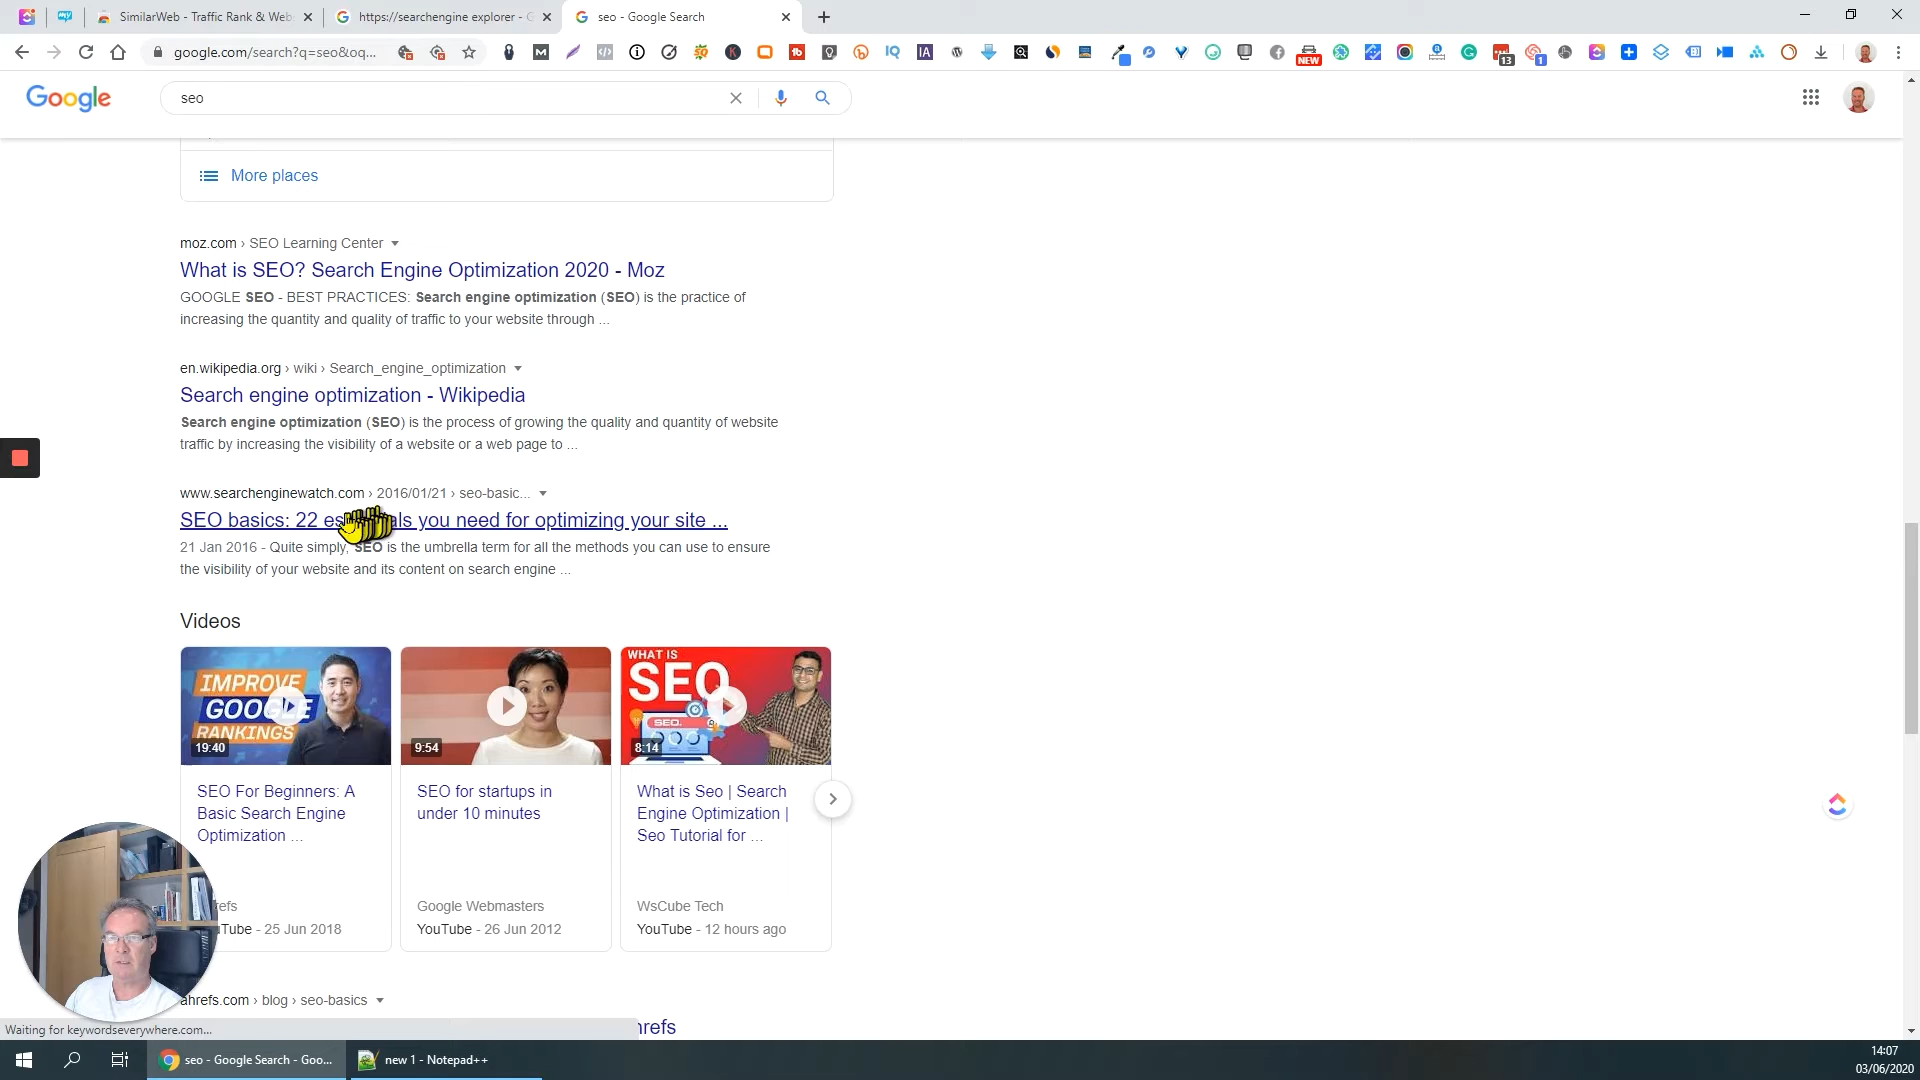 SimilarWeb - Traffic Rank & Web
https://searchengine explorer - G
seo - Google Search
google.com/search?q=seo&oq...
NEW
13
1
Google
seo
More places
moz.com › SEO Learning Center
What is SEO? Search Engine Optimization 2020 - Moz
GOOGLE SEO - BEST PRACTICES: Search engine optimization (SEO) is the practice of
increasing the quantity and quality of traffic to your website through ...
en.wikipedia.org › wiki › Search_engine_optimization
Search engine optimization - Wikipedia
Search engine optimization (SEO) is the process of growing the quality and quantity of website
traffic by increasing the visibility of a website or a web page to ...
www.searchenginewatch.com › 2016/01/21 › seo-basic...
SEO basics: 22 es als you need for optimizing your site ...
21 Jan 2016 - Quite simply, SEO is the umbrella term for all the methods you can use to ensure
the visibility of your website and its content on search engine ...
Videos
IMPROVE
GOOGLE
RANKINGS
19:40
9:54
WHAT IS
SEO
SEO.
8:14
SEO For Beginners: A
Basic Search Engine
Optimization ...
SEO for startups in
under 10 minutes
What is Seo | Search
Engine Optimization |
Seo Tutorial for ...
refs
Google Webmasters
WsCube Tech
uTube - 25 Jun 2018
YouTube - 26 Jun 2012
YouTube - 12 hours ago
ahrefs.com › blog › seo-basics
hrefs
Waiting for keywordseverywhere.com...
seo - Google Search - Goo...
new 1 - Notepad++
14:07
03/06/2020